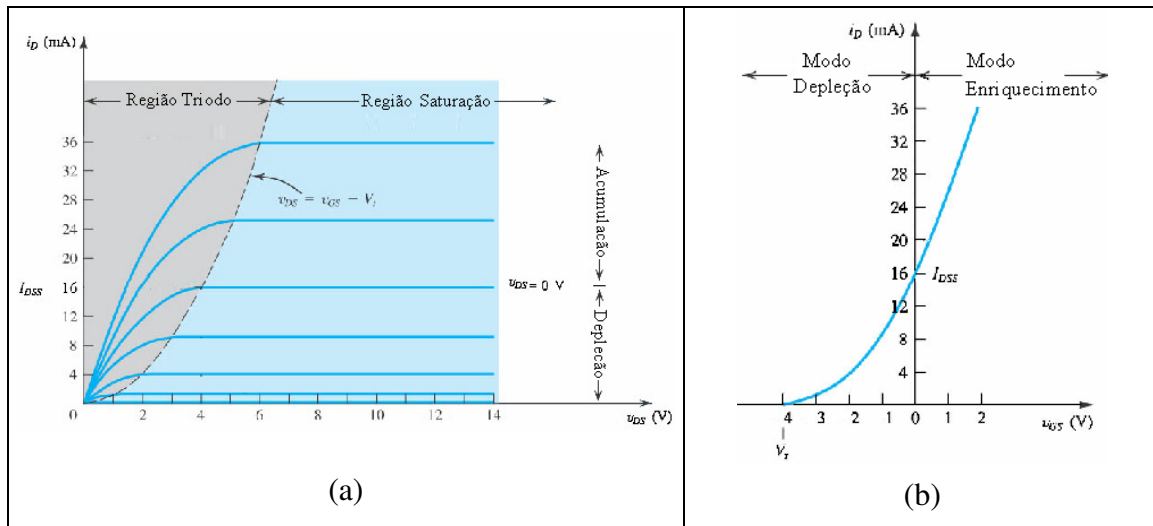 i_D (mA)
Região Triodo
Região Saturação
36
32
28
24
20
I_DSS
16
12
8
4
0
v_DS = v_GS − V_t
v_DS = 0 V
Acumulacão
Deplecão
2
4
6
8
10
12
14
v_DS (V)
(a)
i_D (mA)
Modo
Depleção
Modo
Enriquecimento
36
32
28
24
20
16
I_DSS
12
8
4
4
3
2
1
0
1
2
v_GS (V)
V_t
(b)